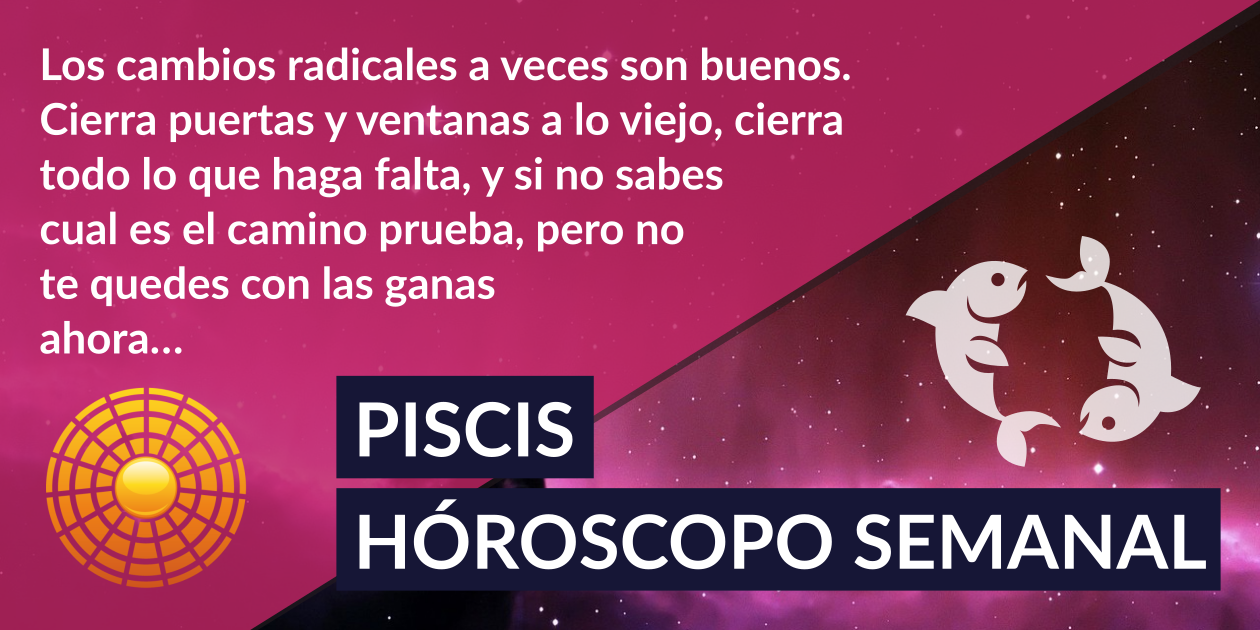 Los cambios radicales a veces son buenos.
Cierra puertas y ventanas a lo viejo, cierra
todo lo que haga falta, y si no sabes
cual es el camino prueba, pero no
te quedes con las ganas
ahora...
PISCIS
HÓROSCOPO SEMANAL